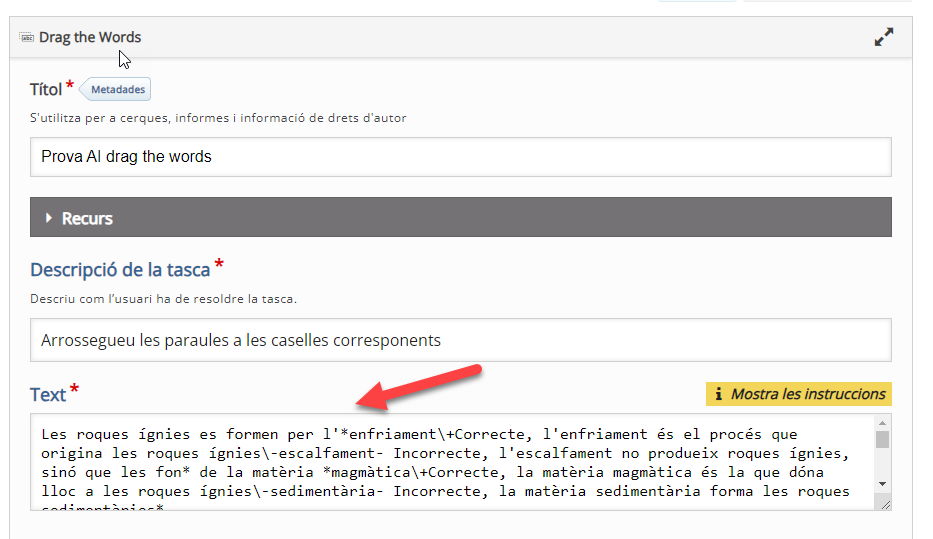 Drag the Words
Títol * Metadades
S'utilitza per a cerques, informes i informació de drets d'autor
Prova AI drag the words
Recurs
Descripció de la tasca *
Descriu com l'usuari ha de resoldre la tasca.
Arrossegueu les paraules a les caselles corresponents
Text * Mostra les instruccions
Les roques ígnies es formen per l'*enfriament\+Correcte, l'enfriament és el procés que
origina les roques ígnies\-escalfament- Incorrecte, l'escalfament no produeix roques ígnies,
sinó que les fon* de la matèria *magmàtica\+Correcte, la matèria magmàtica és la que dóna
lloc a les roques ígnies\-sedimentària- Incorrecte, la matèria sedimentària forma les roques
sedimentàries*